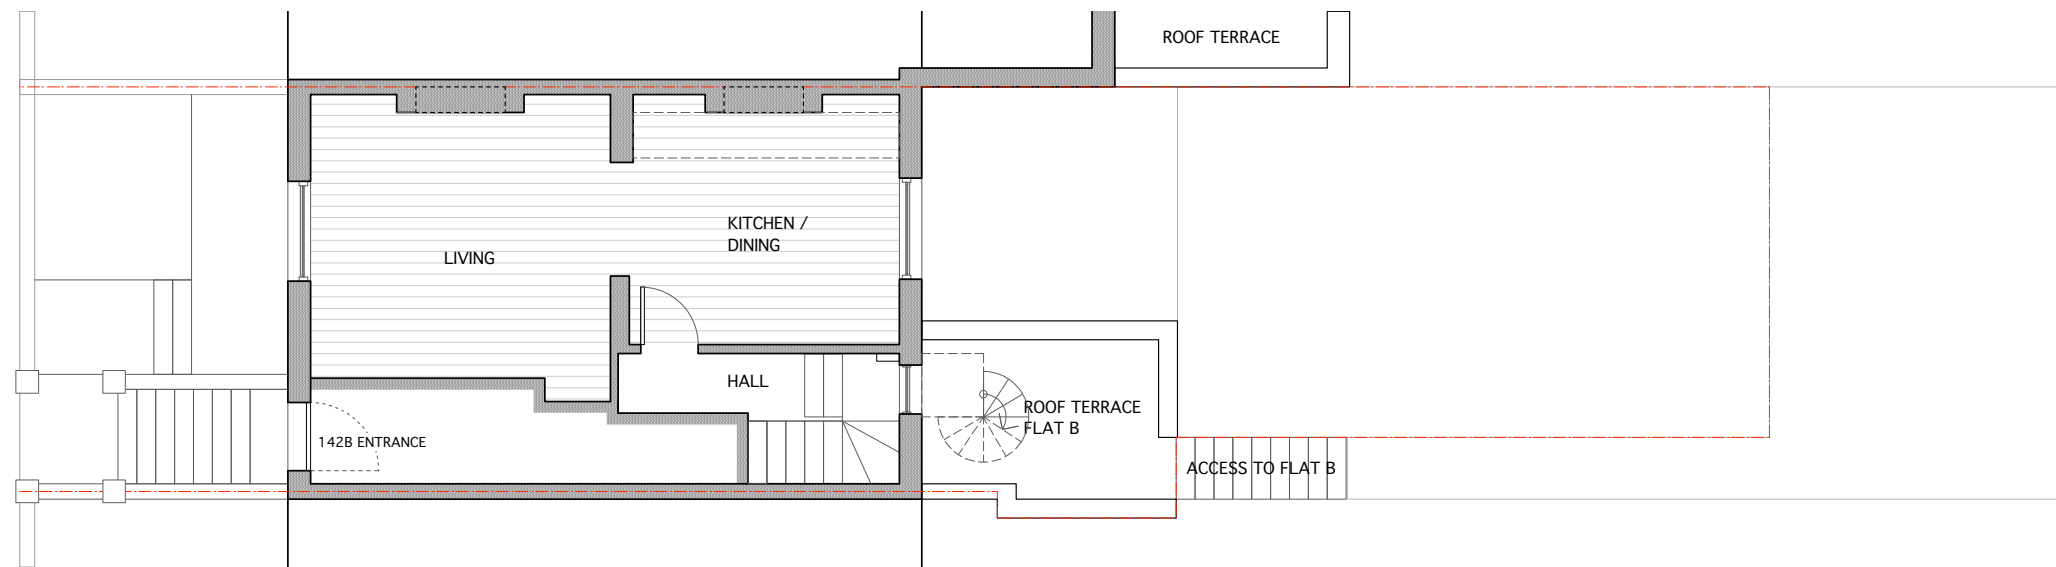 ROOF TERRACE
KITCHEN /
DINING
LIVING
HALL
ROOF TERRACE
FLAT B
142B ENTRANCE
ACCESS TO FLAT B